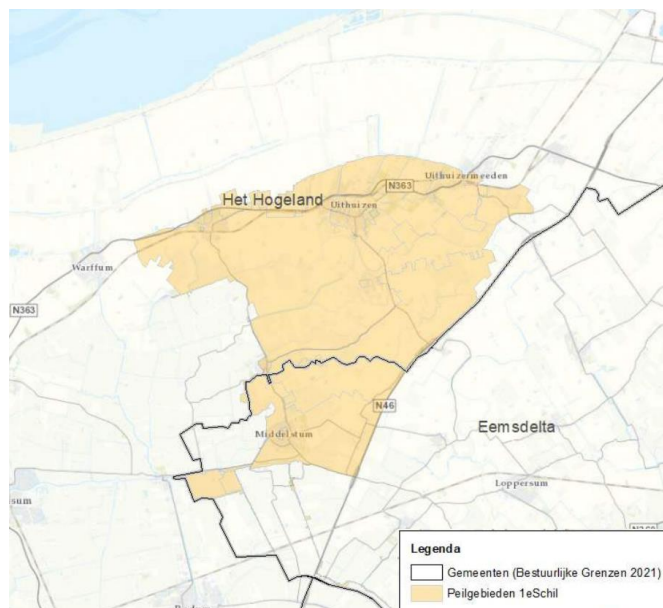 Uithuizermeeden
N363
Het Hogeland
Uithuizen
Warffum
N363
N46
Middelstum
Eemsdelta
Loppersum
sum
Legenda
Gemeenten (Bestuurlijke Grenzen 2021)
Peilgebieden 1eSchil